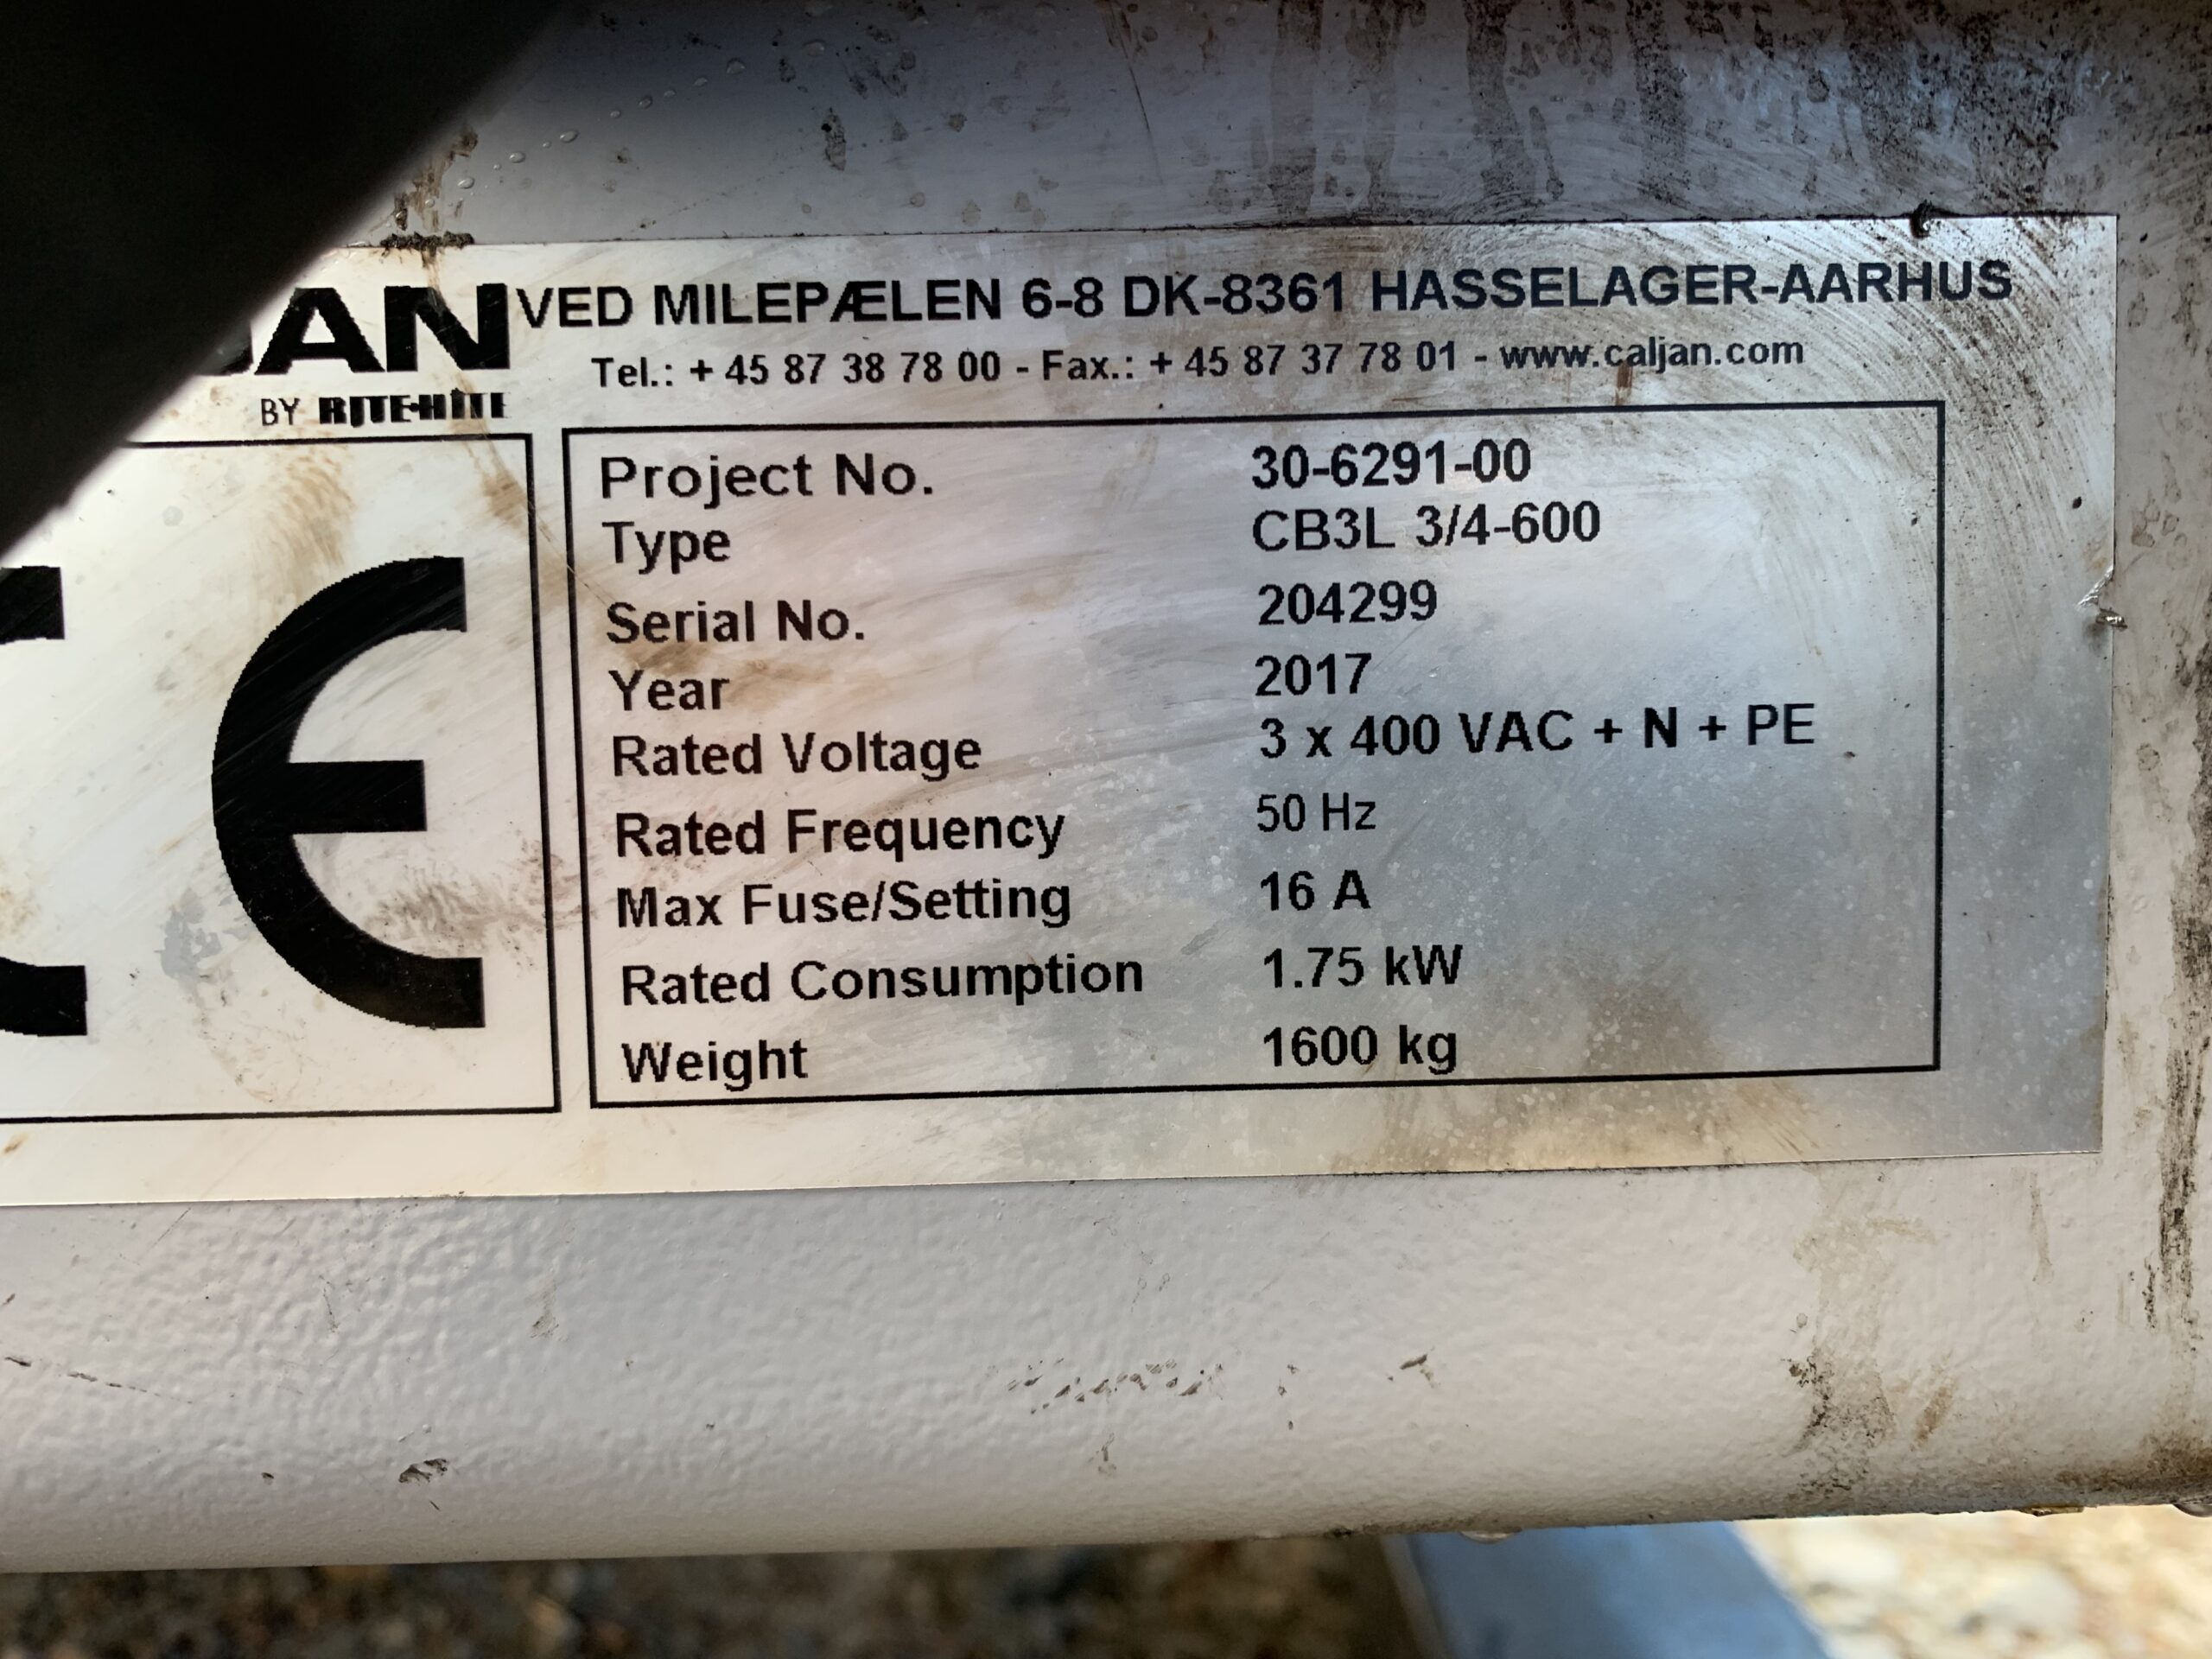 JAN
BY RITE-HITE
VED MILEPÆLEN 6-8 DK-8361 HASSELAGER-AARHUS
Tel.: + 45 87 38 78 00 - Fax.: + 45 87 37 78 01 - www.caljan.com
CE
Project No. 30-6291-00
Type CB3L 3/4-600
Serial No. 204299
Year 2017
Rated Voltage 3 x 400 VAC + N + PE
Rated Frequency 50 Hz
Max Fuse/Setting 16 A
Rated Consumption 1.75 kW
Weight 1600 kg